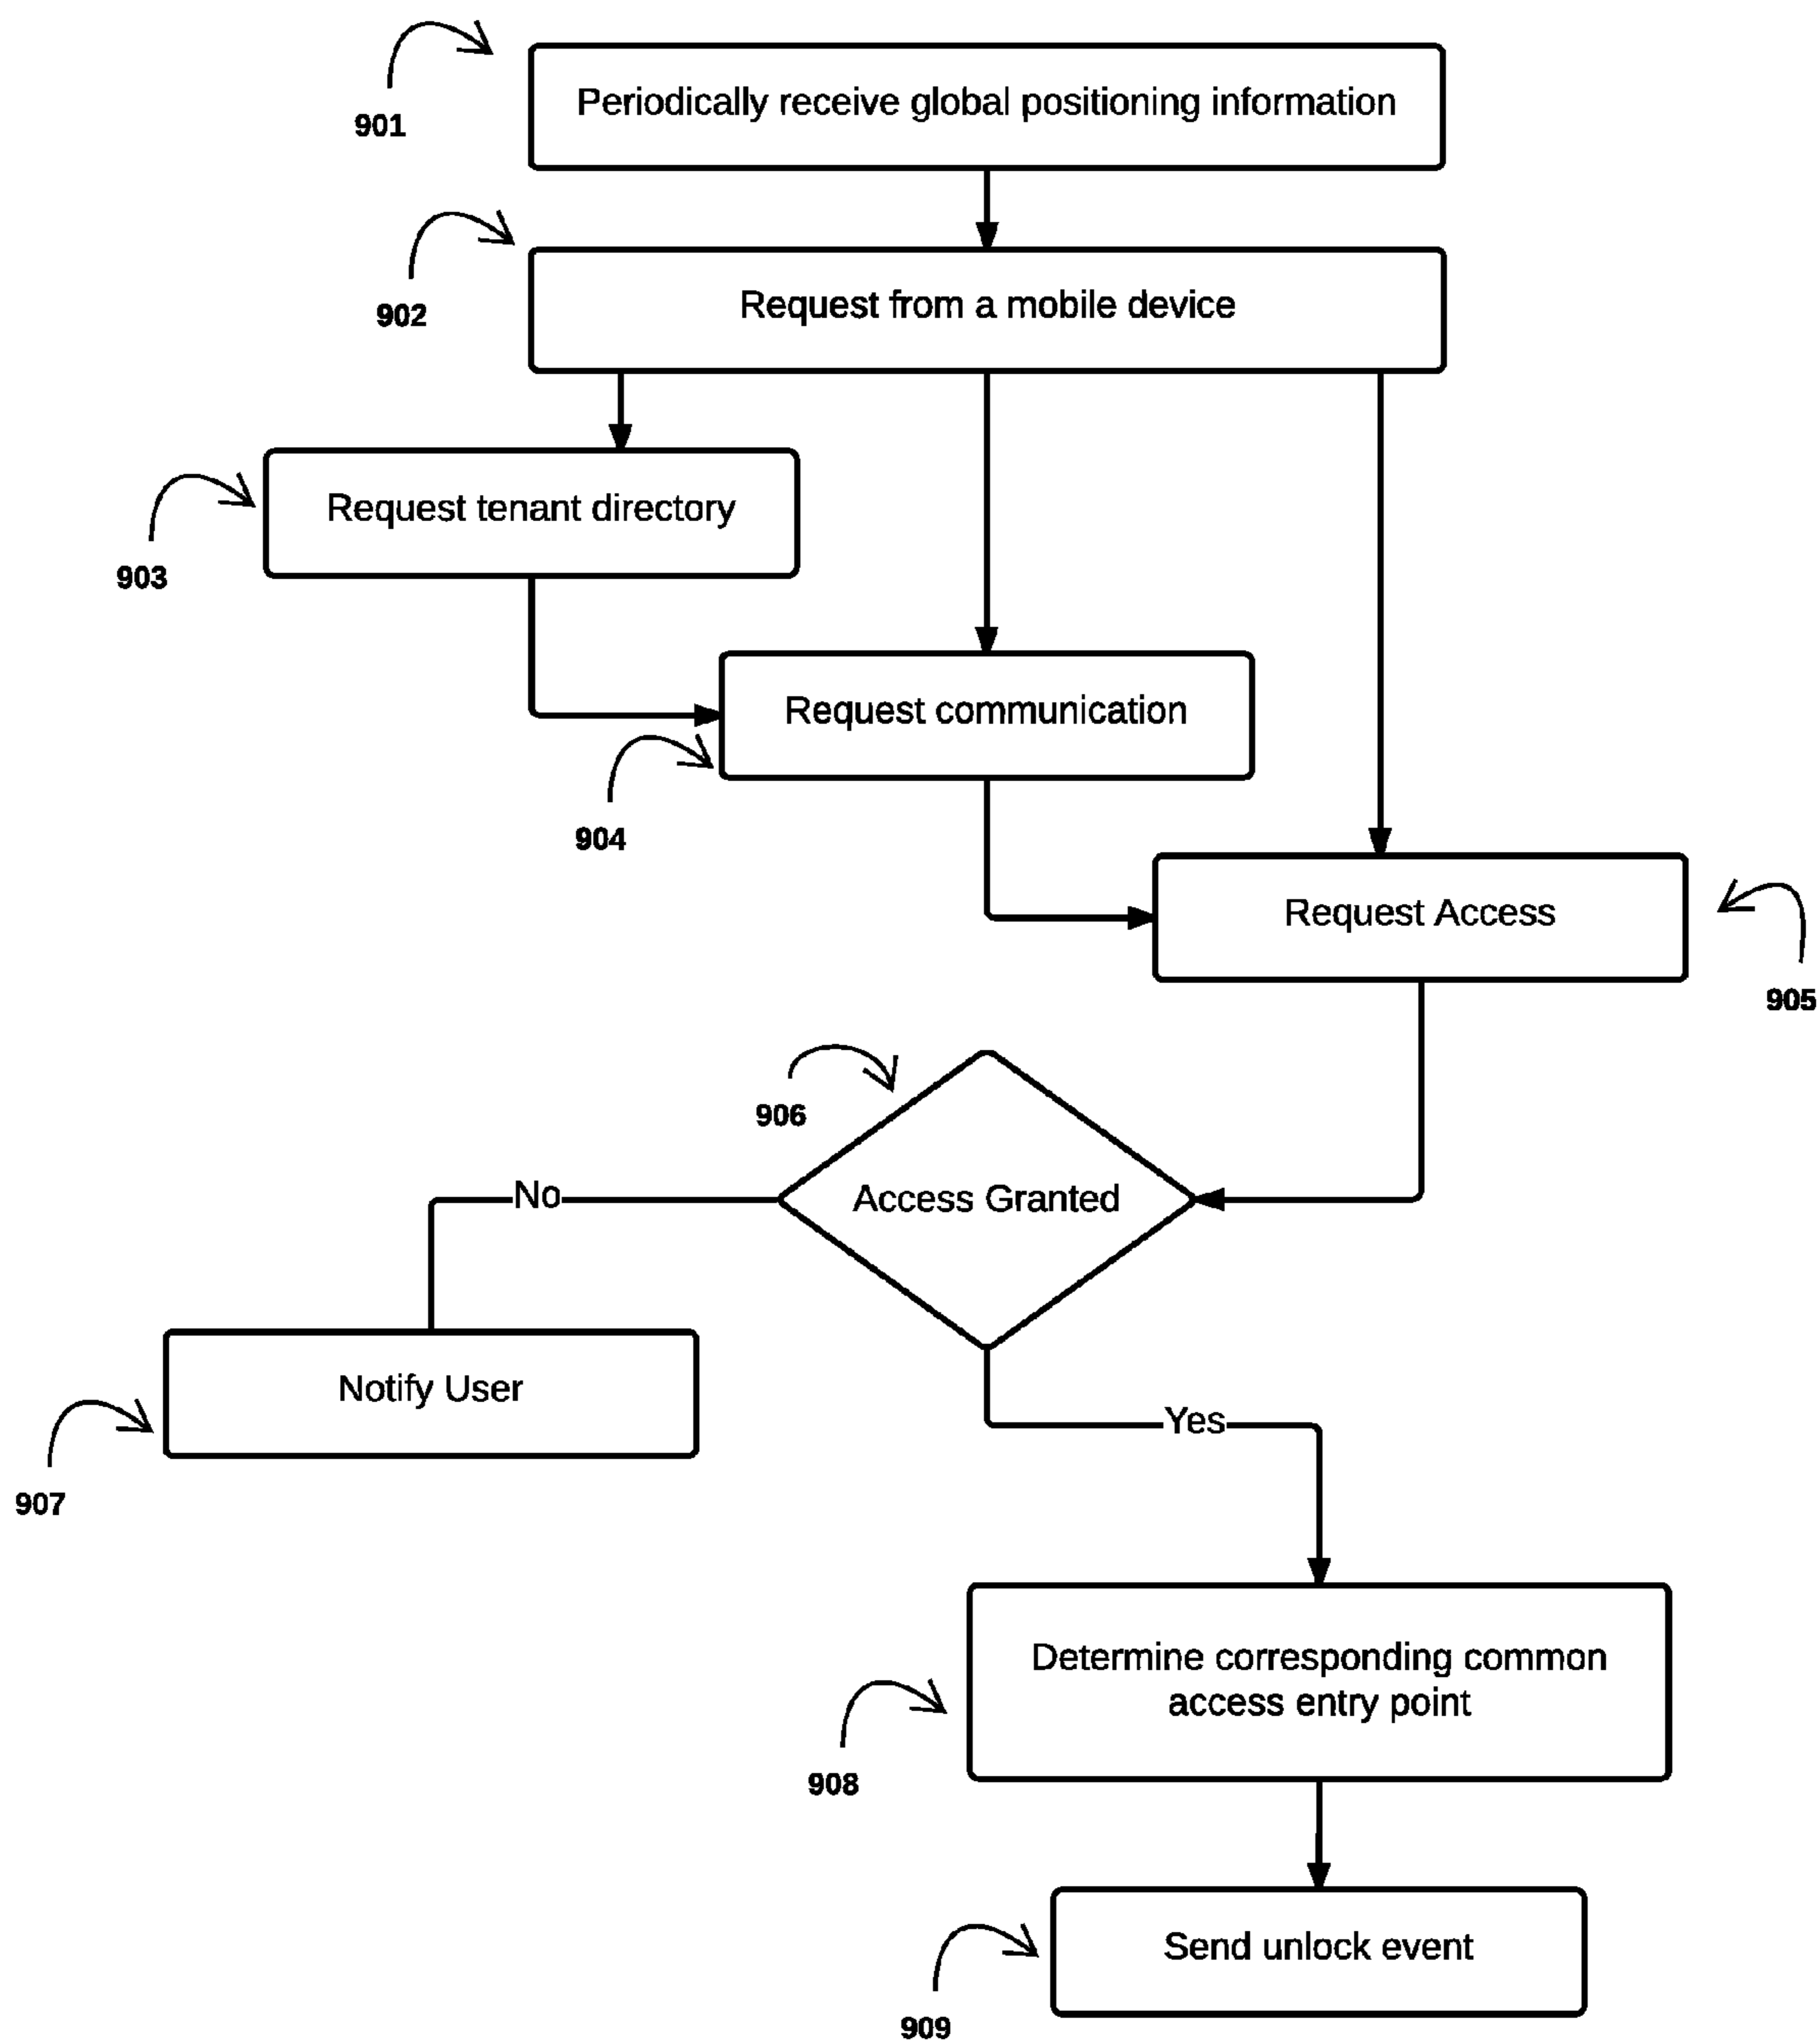 Periodically receive global positioning information
901
Request from a mobile device
902
Request tenant directory
903
Request communication
904
Request Access
905
906
Access Granted
No
Notify User
907
Yes
Determine corresponding common
access entry point
908
Send unlock event
909